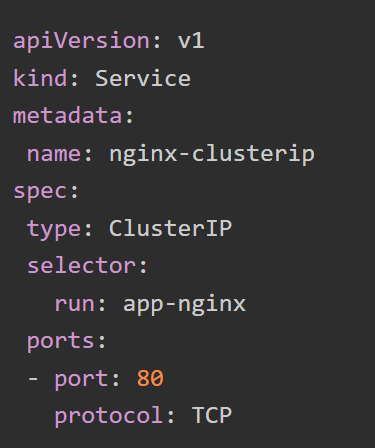 apiVersion: v1
kind: Service
metadata:
 name: nginx-clusterip
spec:
 type: ClusterIP
 selector:
   run: app-nginx
 ports:
 - port: 80
   protocol: TCP